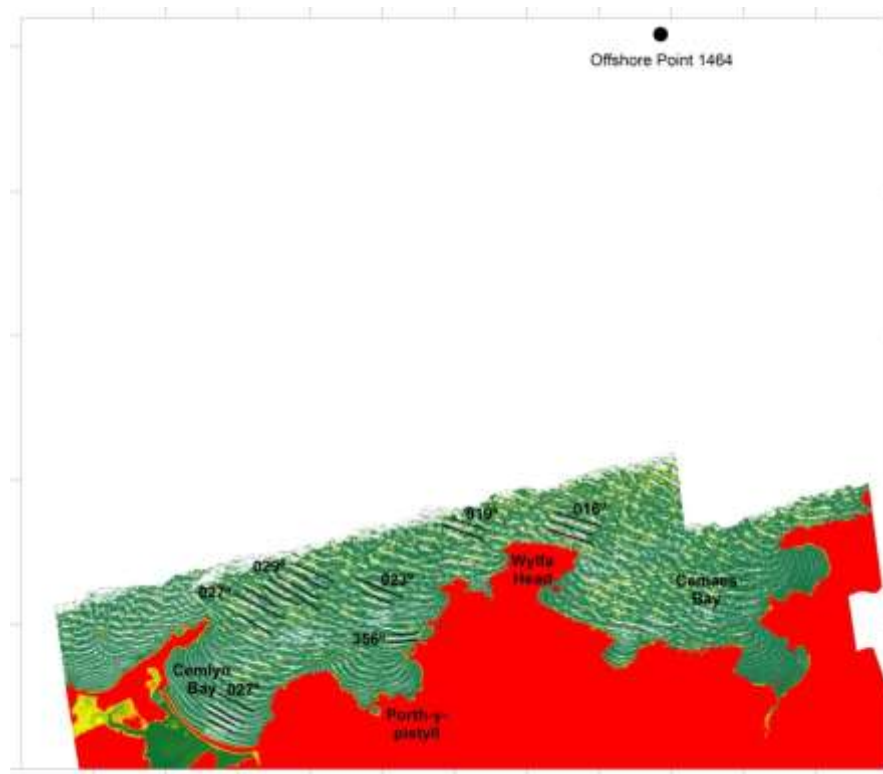 Offshore Point 1464
019°
016°
029°
027°
023°
Wylfa
Head
Cemaes
Bay
356°
Cemlyn
Bay
027°
Porth-y-
pistyll